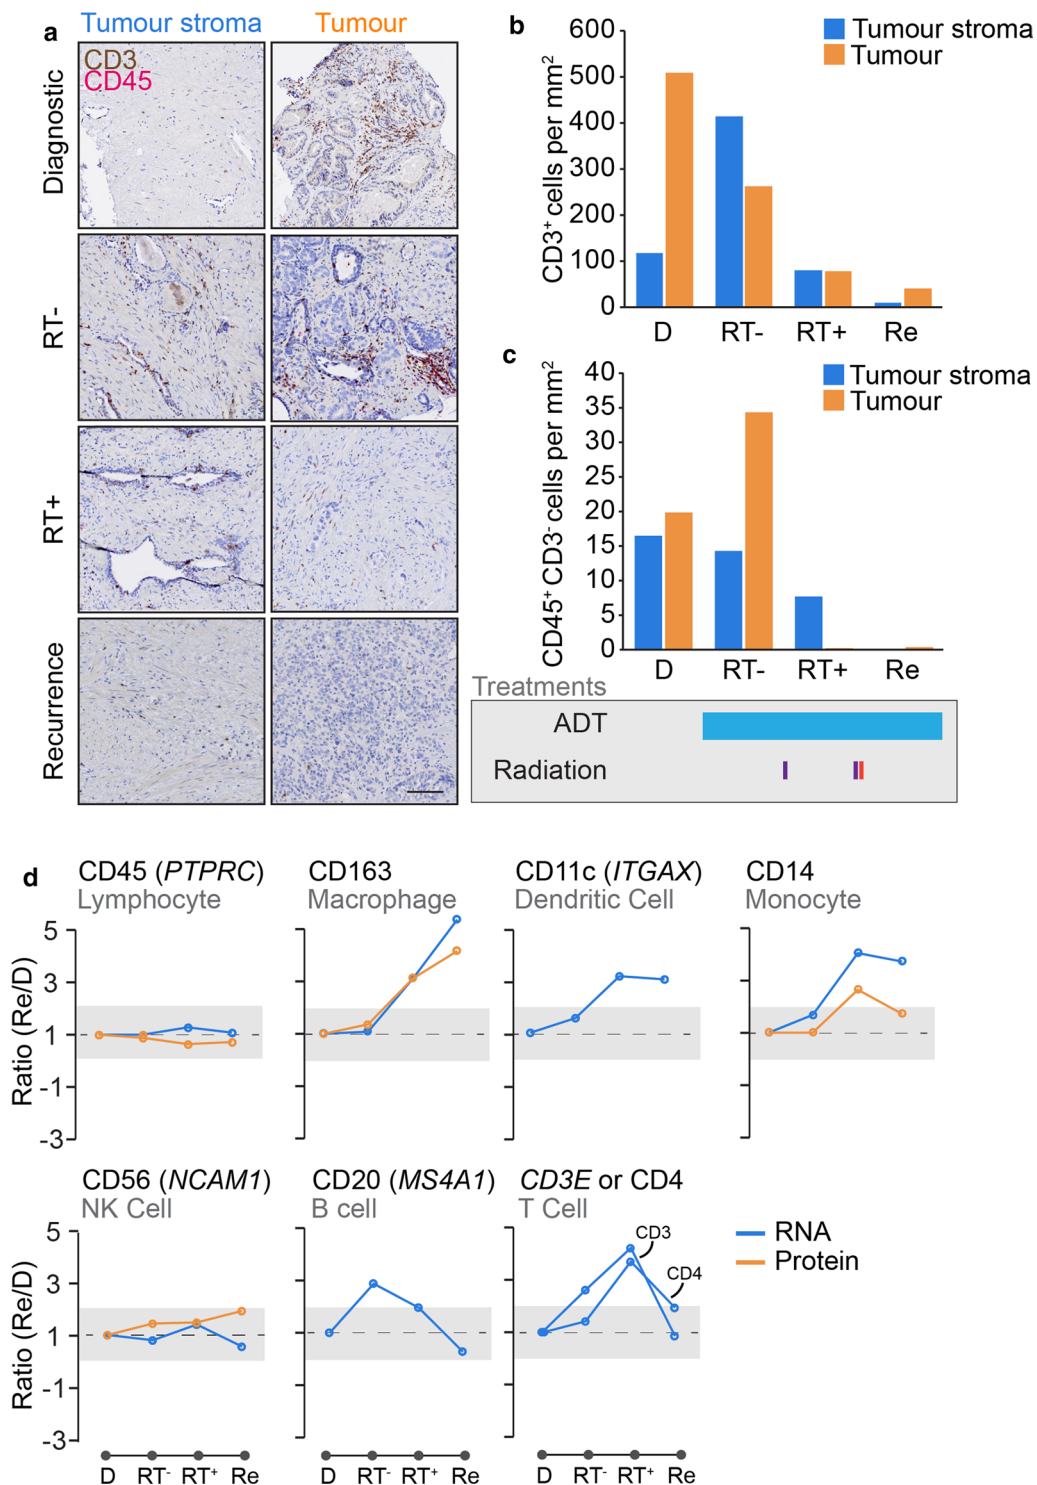 a
Tumour stroma
Tumour
CD3
CD45
Diagnostic
RT-
RT+
Recurrence
b
Tumour stroma
Tumour
CD3⁺ cells per mm²
600
500
400
300
200
100
0
D RT- RT+ Re
c
Tumour stroma
Tumour
CD45⁺ CD3⁻ cells per mm²
40
35
30
25
20
15
10
5
0
D RT- RT+ Re
Treatments
ADT
Radiation
d
CD45 (PTPRC)
Lymphocyte
CD163
Macrophage
CD11c (ITGAX)
Dendritic Cell
CD14
Monocyte
Ratio (Re/D)
5
3
1
-1
-3
CD56 (NCAM1)
NK Cell
CD20 (MS4A1)
B cell
CD3E or CD4
T Cell
CD3
CD4
RNA
Protein
Ratio (Re/D)
5
3
1
-1
-3
D RT⁻ RT⁺ Re
D RT⁻ RT⁺ Re
D RT⁻ RT⁺ Re